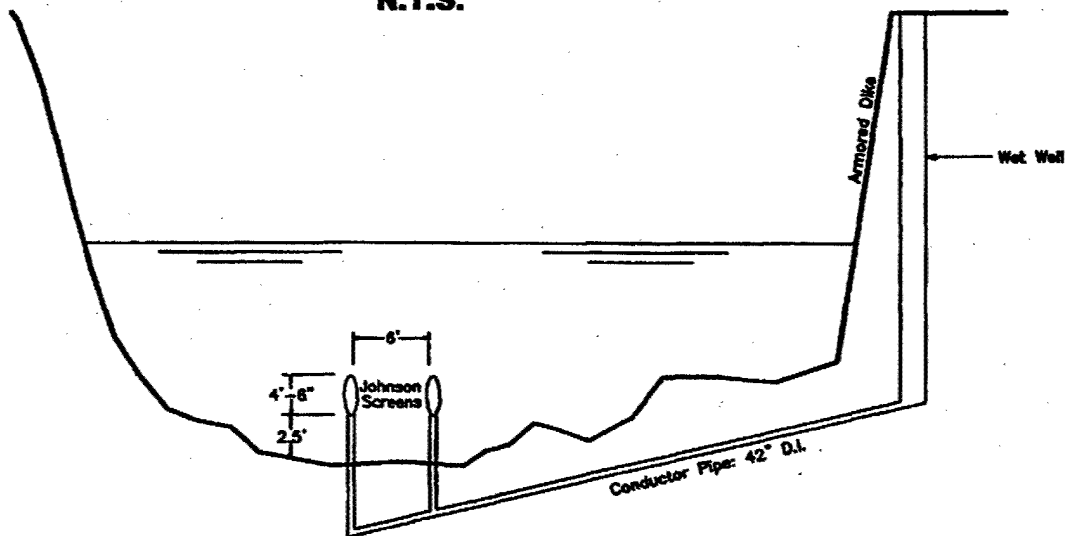 N.T.S.
Armored Dike
Wet Well
6'
4'-6"
Johnson
Screens
2.5'
Conductor Pipe: 42" D.I.